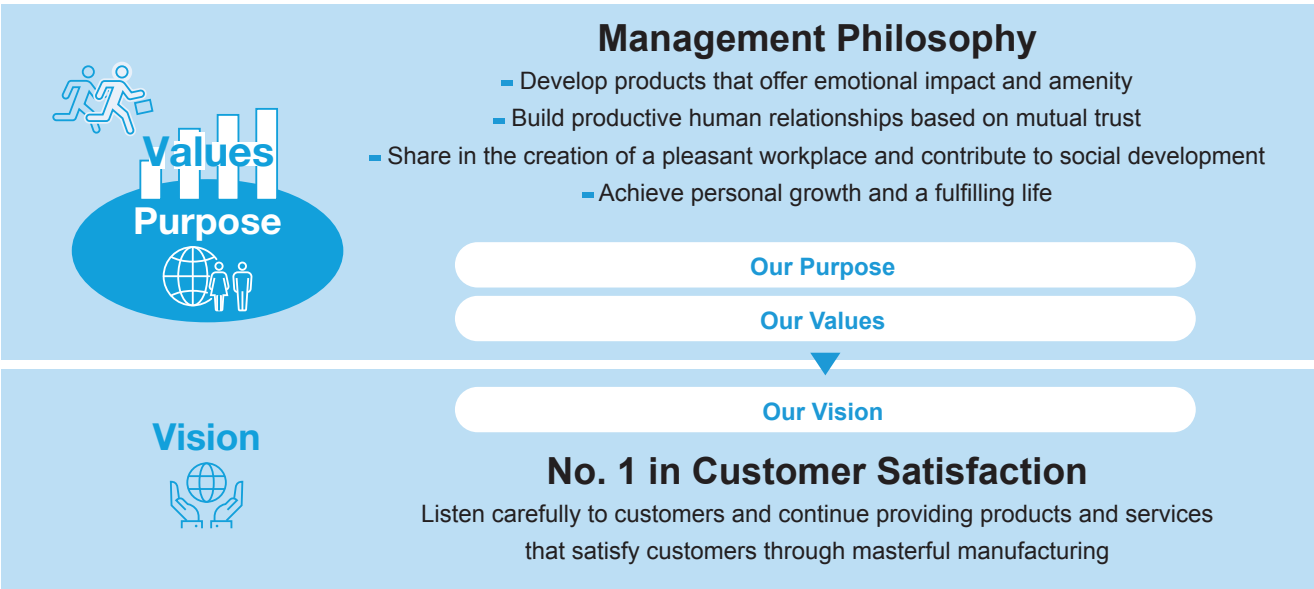 Management Philosophy
Develop products that offer emotional impact and amenity
Build productive human relationships based on mutual trust
Share in the creation of a pleasant workplace and contribute to social development
Achieve personal growth and a fulfilling life
Values
Purpose
Our Purpose
Our Values
Vision
Our Vision
No. 1 in Customer Satisfaction
Listen carefully to customers and continue providing products and services
that satisfy customers through masterful manufacturing